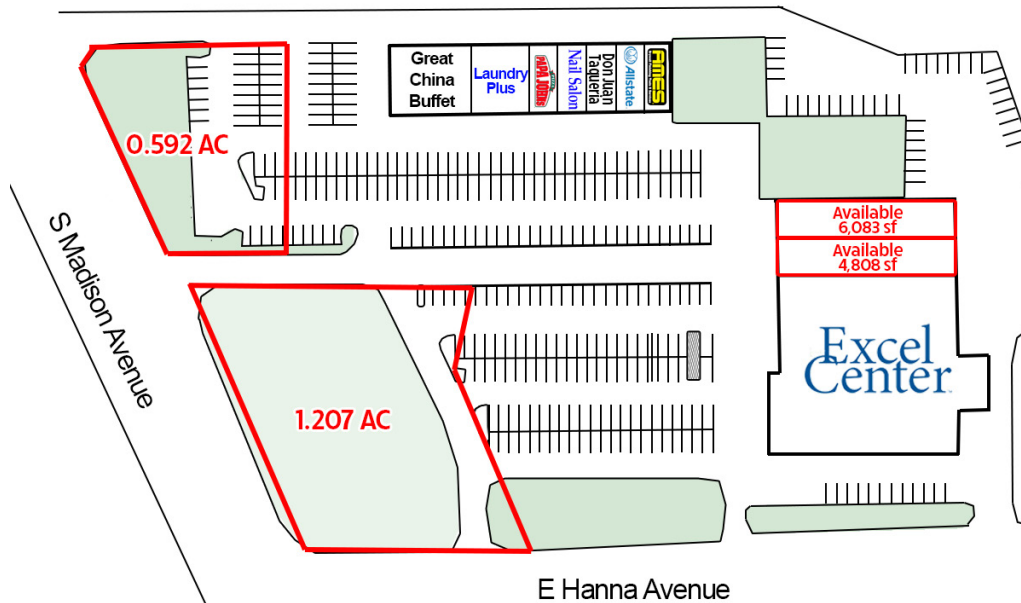 Great
China
Buffet
Laundry
Plus
PAPA JOHNS
Nail Salon
Don Juan
Taqueria
Allstate
AMES
0.592 AC
Available
6,083 sf
Available
4,808 sf
S Madison Avenue
Excel
Center
1.207 AC
E Hanna Avenue